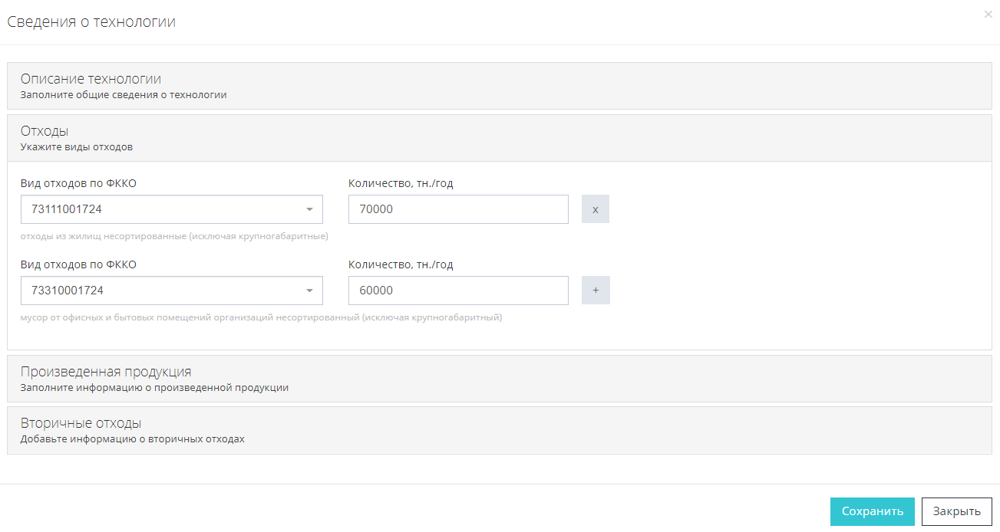 Сведения о технологии
×
Описание технологии
Заполните общие сведения о технологии
Отходы
Укажите виды отходов
Вид отходов по ФККО
Количество, тн./год
73111001724
70000
x
отходы из жилищ несортированные (исключая крупногабаритные)
Вид отходов по ФККО
Количество, тн./год
73310001724
60000
+
мусор от офисных и бытовых помещений организаций несортированный (исключая крупногабаритный)
Произведенная продукция
Заполните информацию о произведенной продукции
Вторичные отходы
Добавьте информацию о вторичных отходах
Сохранить
Закрыть